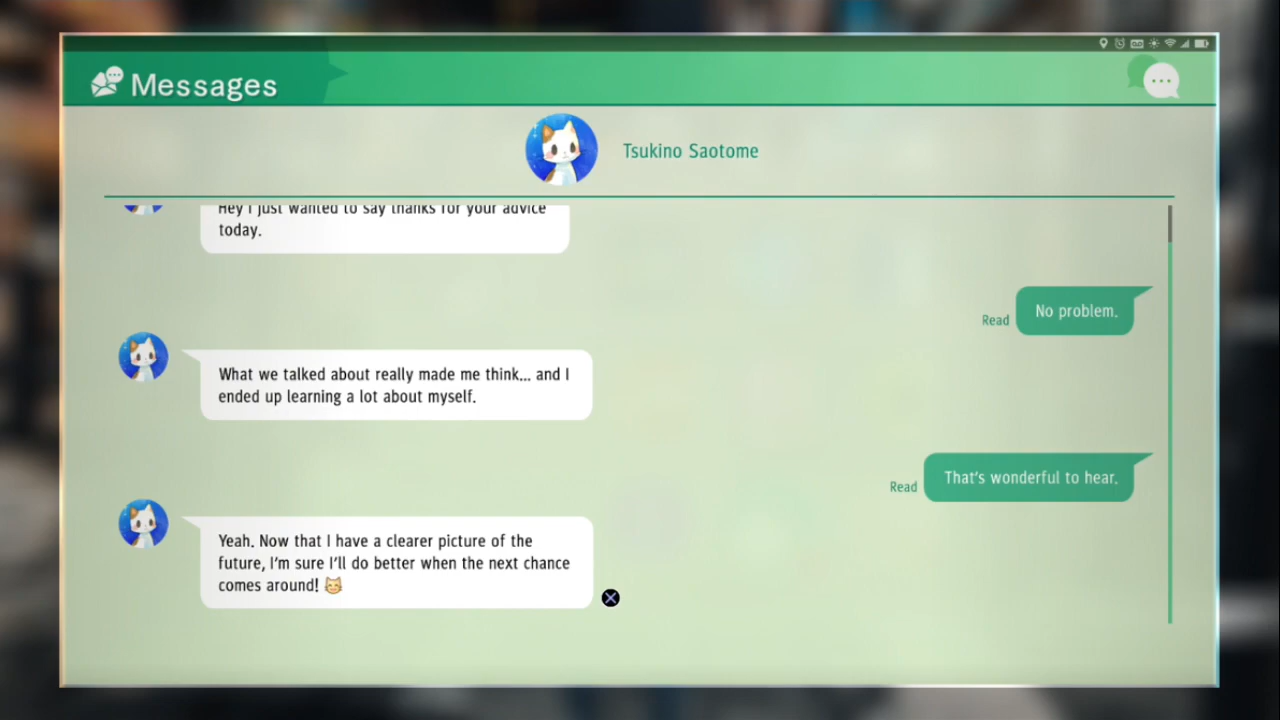 Messages
Tsukino Saotome
Hey I just wanted to say thanks for your advice
today.
No problem.
Read
What we talked about really made me think... and I
ended up learning a lot about myself.
That's wonderful to hear.
Read
Yeah. Now that I have a clearer picture of the
future, I'm sure I'll do better when the next chance
comes around!